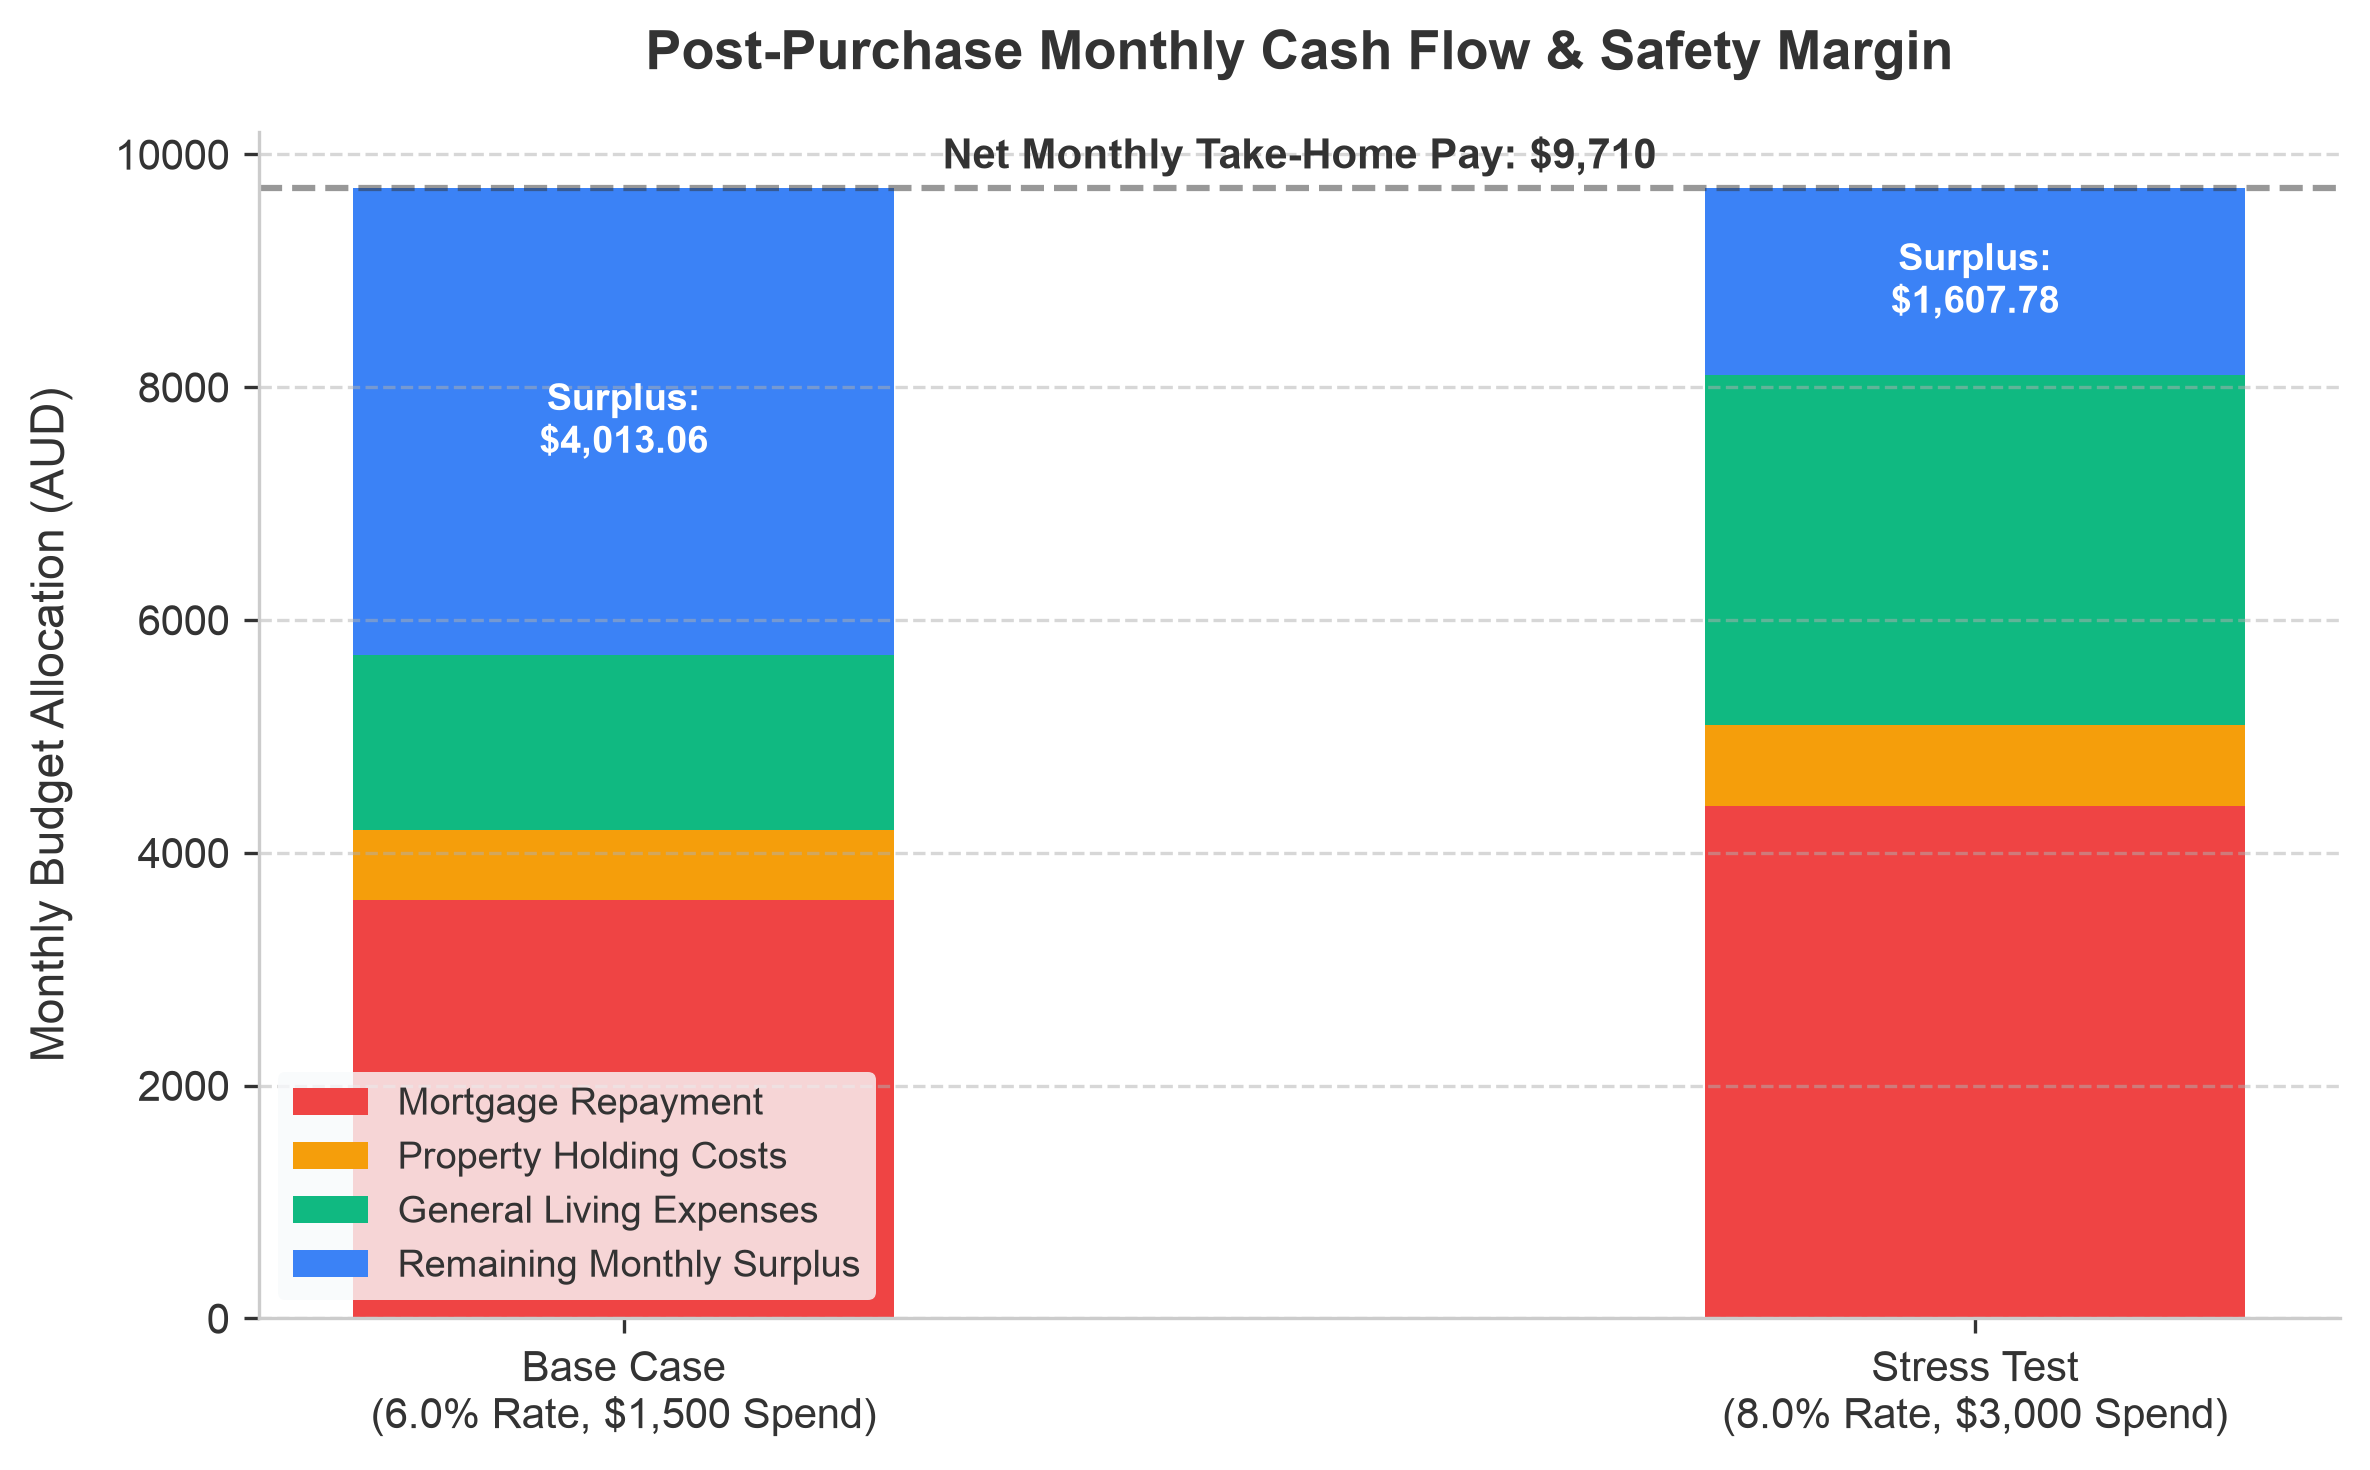 Post-Purchase Monthly Cash Flow & Safety Margin
Monthly Budget Allocation (AUD)
10000
8000
6000
4000
2000
0
Net Monthly Take-Home Pay: $9,710
Surplus:
$4,013.06
Surplus:
$1,607.78
Mortgage Repayment
Property Holding Costs
General Living Expenses
Remaining Monthly Surplus
Base Case
(6.0% Rate, $1,500 Spend)
Stress Test
(8.0% Rate, $3,000 Spend)